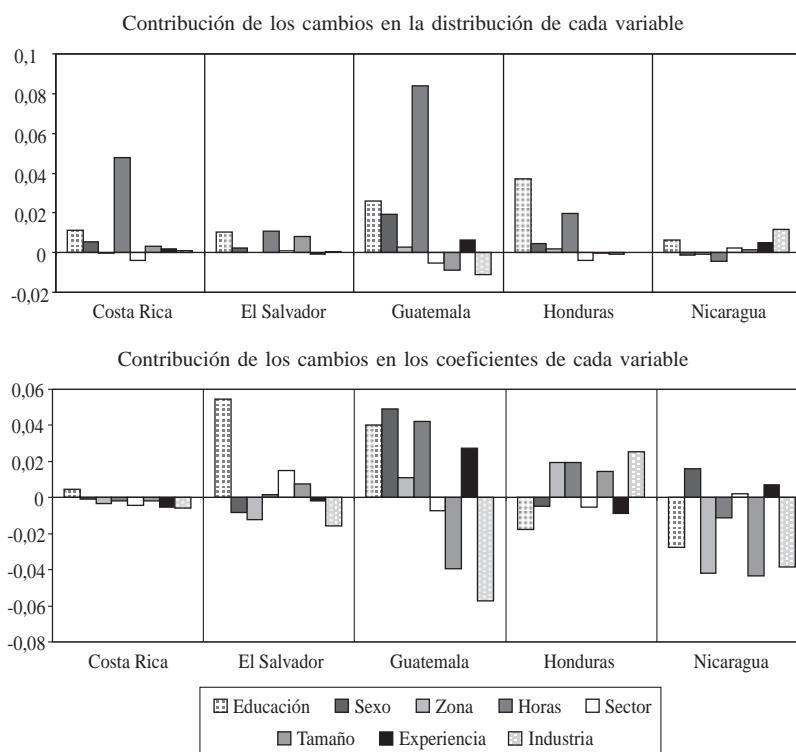 Contribución de los cambios en la distribución de cada variable
0,1
0,08
0,06
0,04
0,02
0
-0,02
Costa Rica El Salvador Guatemala Honduras Nicaragua
Contribución de los cambios en los coeficientes de cada variable
0,06
0,04
0,02
0
-0,02
-0,04
-0,06
-0,08
Costa Rica El Salvador Guatemala Honduras Nicaragua
Educación Sexo Zona Horas Sector
Tamaño Experiencia Industria